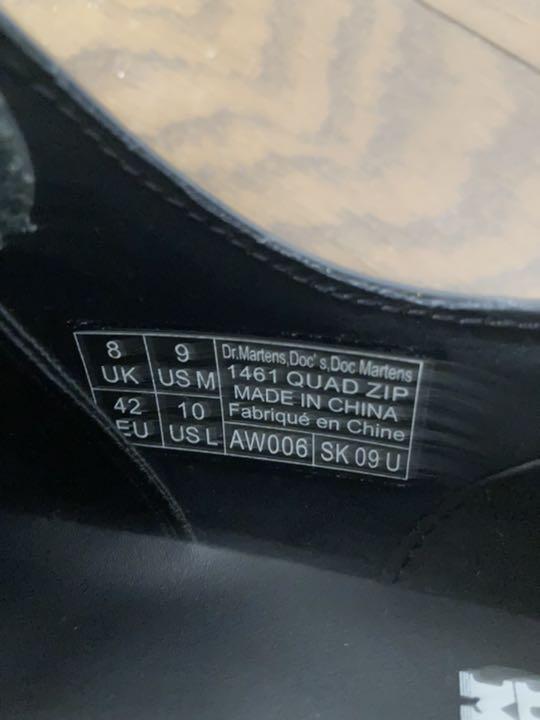 8 UK
9 US M
42 EU
10 US L
Dr.Martens,Doc's,Doc Martens
1461 QUAD ZIP
MADE IN CHINA
Fabriqué en Chine
AW006
SK 09 U